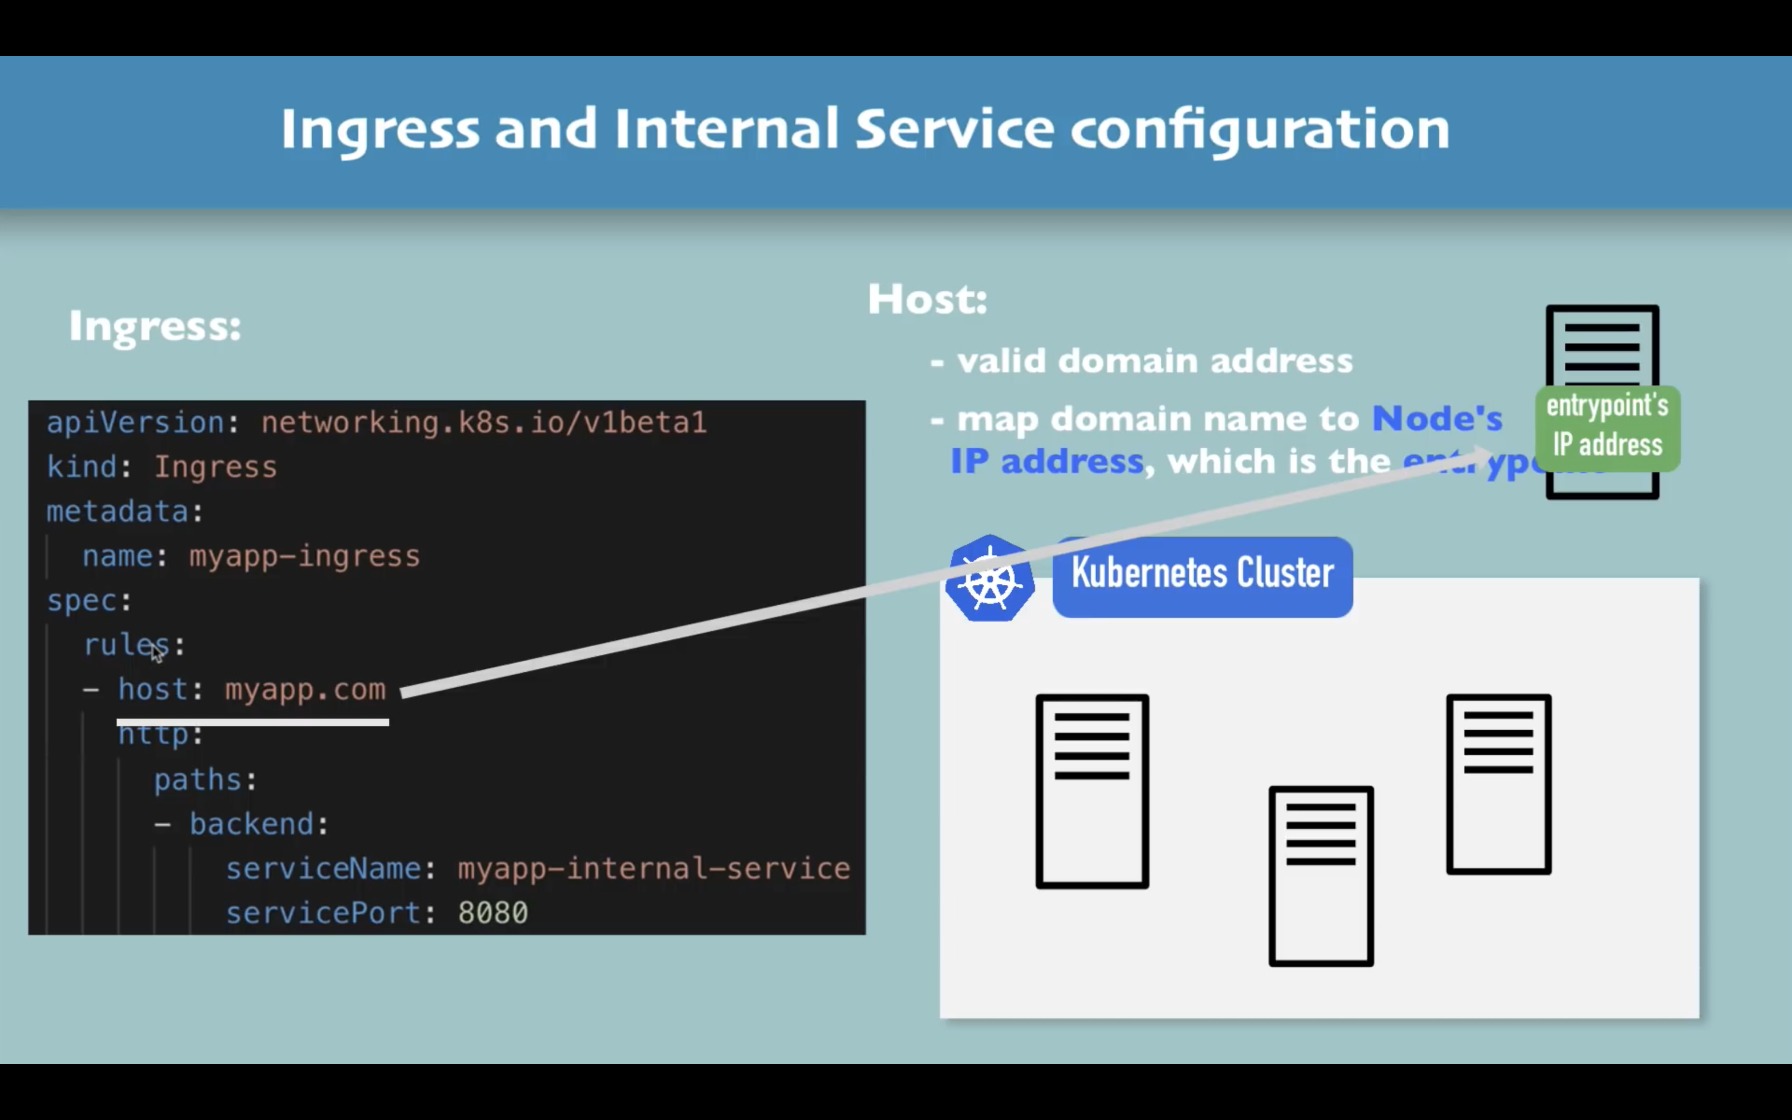 Ingress and Internal Service configuration
Ingress:
apiVersion: networking.k8s.io/v1beta1
kind: Ingress
metadata:
name: myapp-ingress
spec:
rules:
- host: myapp.com
http:
paths:
- backend:
serviceName: myapp-internal-service
servicePort: 8080
Host:
- valid domain address
- map domain name to Node's
IP address, which is the
entrypoint's
IP address
Kubernetes Cluster